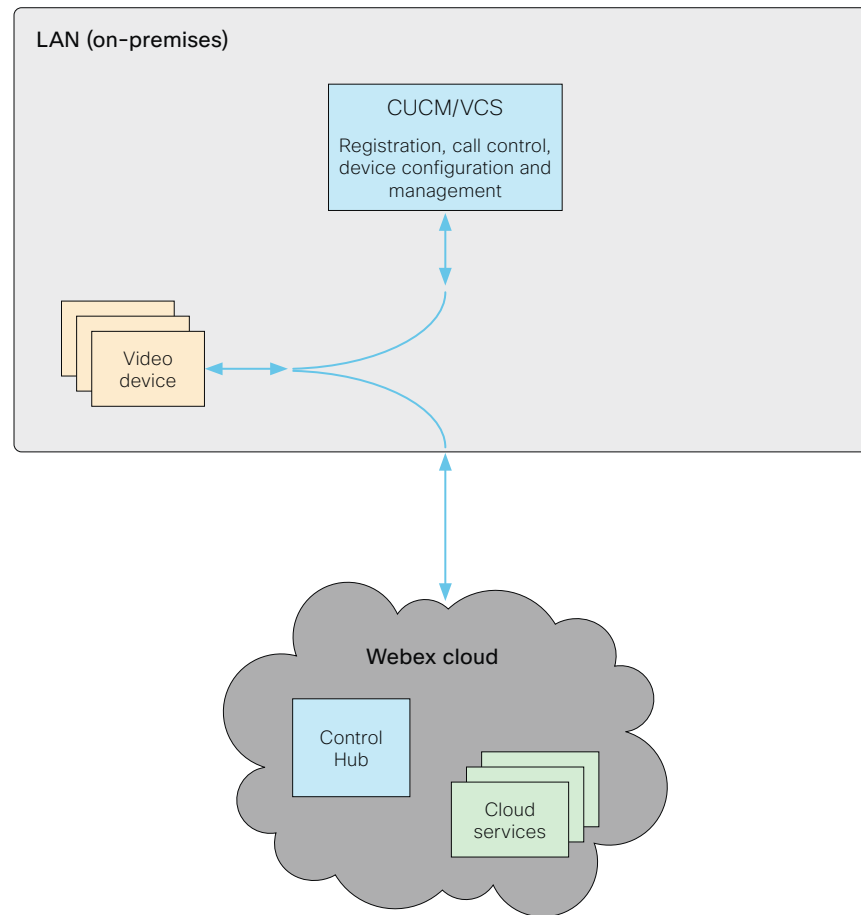 LAN (on-premises)
CUCM/VCS
Registration, call control,
device configuration and
management
Video
device
Webex cloud
Control
Hub
Cloud
services